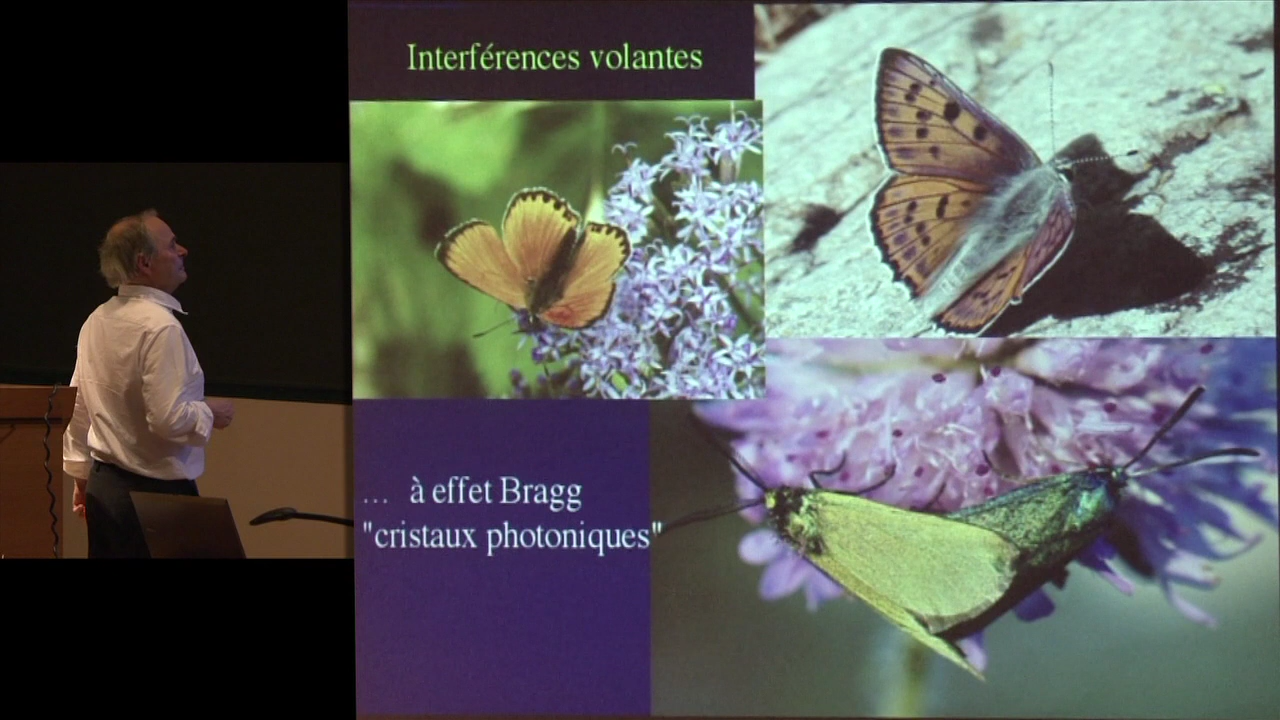 Interférences volantes
... à effet Bragg
"cristaux photoniques"